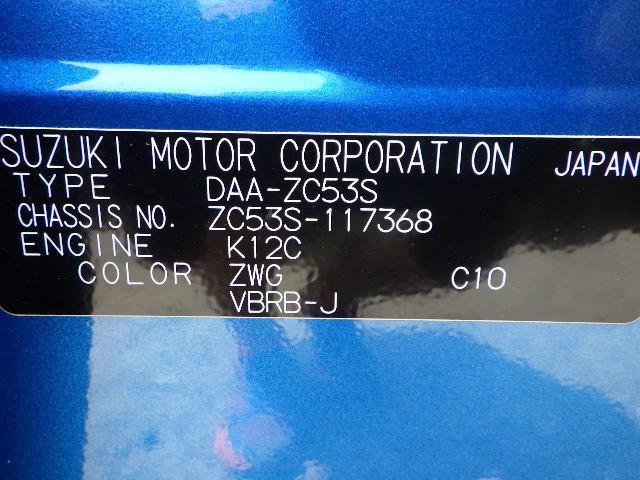 SUZUKI MOTOR CORPORATION JAPAN
TYPE DAA-ZC53S
CHASSIS NO. ZC53S-117368
ENGINE K12C
COLOR ZWG C10
VBRB-J